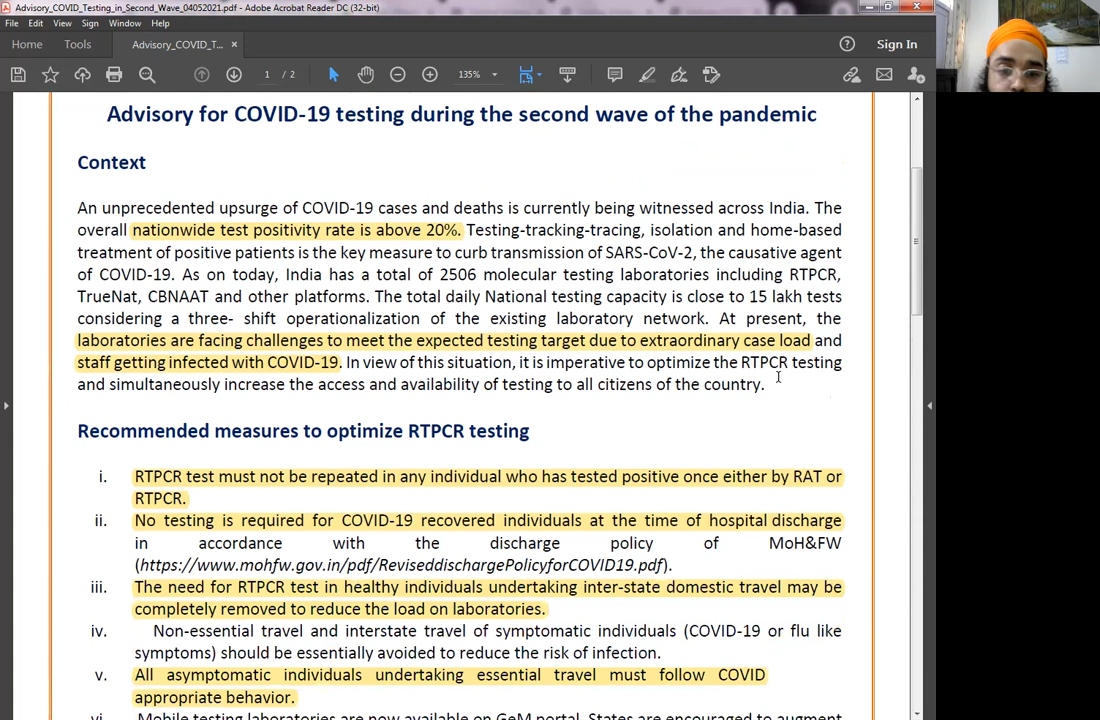 Advisory_COVID_Testing_in_Second_Wave_04052021.pdf - Adobe Acrobat Reader DC (32-bit)
File Edit View Sign Window Help
Home Tools Advisory_COVID_T... × Sign In
1 / 2 135%
Advisory for COVID-19 testing during the second wave of the pandemic
Context
An unprecedented upsurge of COVID-19 cases and deaths is currently being witnessed across India. The
overall nationwide test positivity rate is above 20%. Testing-tracking-tracing, isolation and home-based
treatment of positive patients is the key measure to curb transmission of SARS-CoV-2, the causative agent
of COVID-19. As on today, India has a total of 2506 molecular testing laboratories including RTPCR,
TrueNat, CBNAAT and other platforms. The total daily National testing capacity is close to 15 lakh tests
considering a three- shift operationalization of the existing laboratory network. At present, the
laboratories are facing challenges to meet the expected testing target due to extraordinary case load and
staff getting infected with COVID-19. In view of this situation, it is imperative to optimize the RTPCR testing
and simultaneously increase the access and availability of testing to all citizens of the country.
Recommended measures to optimize RTPCR testing
i. RTPCR test must not be repeated in any individual who has tested positive once either by RAT or
RTPCR.
ii. No testing is required for COVID-19 recovered individuals at the time of hospital discharge
in accordance with the discharge policy of MoH&FW
(https://www.mohfw.gov.in/pdf/ReviseddischargePolicyforCOVID19.pdf).
iii. The need for RTPCR test in healthy individuals undertaking inter-state domestic travel may be
completely removed to reduce the load on laboratories.
iv. Non-essential travel and interstate travel of symptomatic individuals (COVID-19 or flu like
symptoms) should be essentially avoided to reduce the risk of infection.
v. All asymptomatic individuals undertaking essential travel must follow COVID
appropriate behavior.
vi. Mobile testing laboratories are now available on GeM portal. States are encouraged to augment